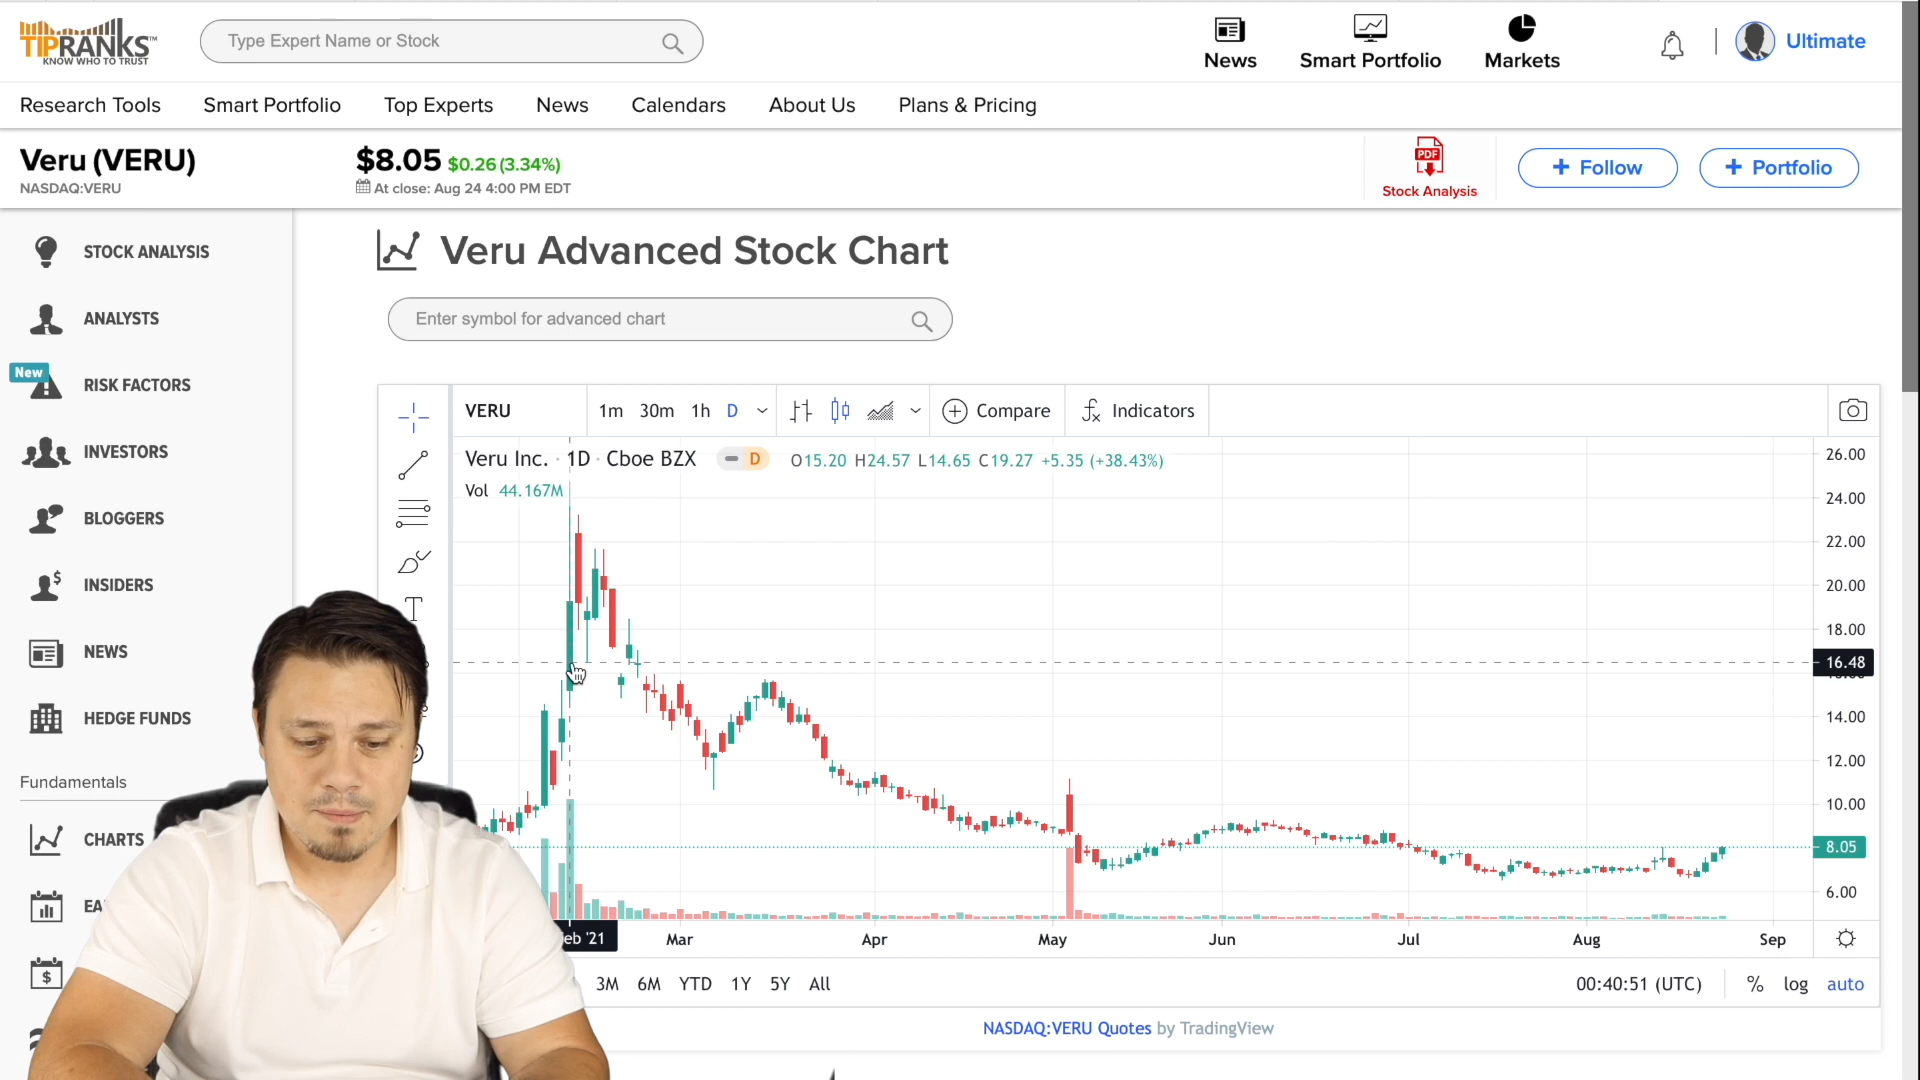 TIPRANKS™
KNOW WHO TO TRUST
Type Expert Name or Stock
News
Smart Portfolio
Markets
Ultimate
Research Tools
Smart Portfolio
Top Experts
News
Calendars
About Us
Plans & Pricing
Veru (VERU)
NASDAQ:VERU
$8.05 $0.26 (3.34%)
At close: Aug 24 4:00 PM EDT
PDF
Stock Analysis
+ Follow
+ Portfolio
STOCK ANALYSIS
ANALYSTS
New
RISK FACTORS
INVESTORS
BLOGGERS
INSIDERS
NEWS
HEDGE FUNDS
Fundamentals
CHARTS
EA
Veru Advanced Stock Chart
Enter symbol for advanced chart
VERU
1m 30m 1h D
Compare
Indicators
Veru Inc. · 1D · Cboe BZX D O15.20 H24.57 L14.65 C19.27 +5.35 (+38.43%)
Vol 44.167M
T
26.00
24.00
22.00
20.00
18.00
16.48
14.00
12.00
10.00
8.05
6.00
eb '21
Mar
Apr
May
Jun
Jul
Aug
Sep
3M 6M YTD 1Y 5Y All
00:40:51 (UTC)
% log auto
NASDAQ:VERU Quotes by TradingView